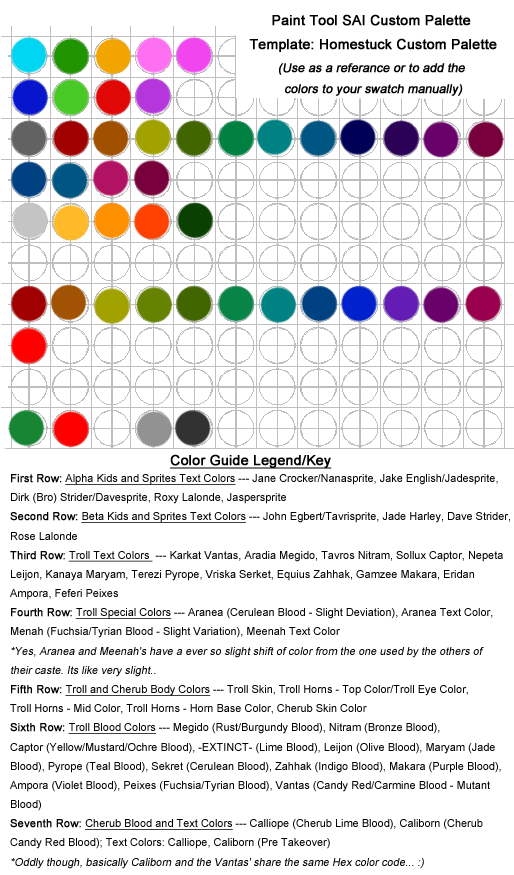 Paint Tool SAI Custom Palette
Template: Homestuck Custom Palette
(Use as a referance or to add the
colors to your swatch manually)
Color Guide Legend/Key
First Row: Alpha Kids and Sprites Text Colors --- Jane Crocker/Nanasprite, Jake English/Jadesprite,
Dirk (Bro) Strider/Davesprite, Roxy Lalonde, Jaspersprite
Second Row: Beta Kids and Sprites Text Colors --- John Egbert/Tavrisprite, Jade Harley, Dave Strider,
Rose Lalonde
Third Row: Troll Text Colors --- Karkat Vantas, Aradia Megido, Tavros Nitram, Sollux Captor, Nepeta
Leijon, Kanaya Maryam, Terezi Pyrope, Vriska Serket, Equius Zahhak, Gamzee Makara, Eridan
Ampora, Feferi Peixes
Fourth Row: Troll Special Colors --- Aranea (Cerulean Blood - Slight Deviation), Aranea Text Color,
Menah (Fuchsia/Tyrian Blood - Slight Variation), Meenah Text Color
*Yes, Aranea and Meenah's have a ever so slight shift of color from the one used by the others of
their caste. Its like very slight..
Fifth Row: Troll and Cherub Body Colors --- Troll Skin, Troll Horns - Top Color/Troll Eye Color,
Troll Horns - Mid Color, Troll Horns - Horn Base Color, Cherub Skin Color
Sixth Row: Troll Blood Colors --- Megido (Rust/Burgundy Blood), Nitram (Bronze Blood),
Captor (Yellow/Mustard/Ochre Blood), -EXTINCT- (Lime Blood), Leijon (Olive Blood), Maryam (Jade
Blood), Pyrope (Teal Blood), Sekret (Cerulean Blood), Zahhak (Indigo Blood), Makara (Purple Blood),
Ampora (Violet Blood), Peixes (Fuchsia/Tyrian Blood), Vantas (Candy Red/Carmine Blood - Mutant
Blood)
Seventh Row: Cherub Blood and Text Colors --- Calliope (Cherub Lime Blood), Caliborn (Cherub
Candy Red Blood); Text Colors: Calliope, Caliborn (Pre Takeover)
*Oddly though, basically Caliborn and the Vantas' share the same Hex color code... :)